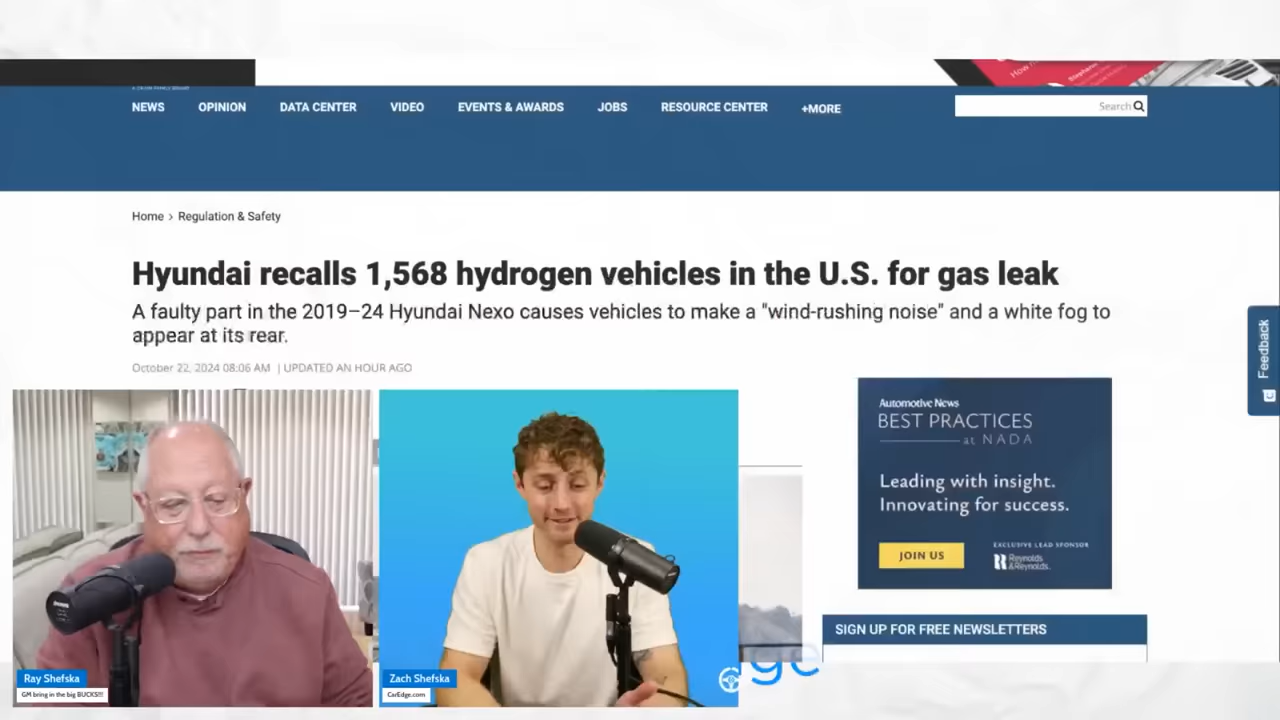 NEWS
OPINION
DATA CENTER
VIDEO
EVENTS & AWARDS
JOBS
RESOURCE CENTER
+MORE
Search
Home > Regulation & Safety
Hyundai recalls 1,568 hydrogen vehicles in the U.S. for gas leak
A faulty part in the 2019–24 Hyundai Nexo causes vehicles to make a "wind-rushing noise" and a white fog to
appear at its rear.
October 22, 2024 08:06 AM | UPDATED AN HOUR AGO
Feedback
Automotive News
BEST PRACTICES
at NADA
Leading with insight.
Innovating for success.
JOIN US
EXCLUSIVE LEAD SPONSOR
Reynolds
&Reynolds.
SIGN UP FOR FREE NEWSLETTERS
Ray Shefska
GM bring in the big BUCKS!!!
Zach Shefska
CarEdge.com